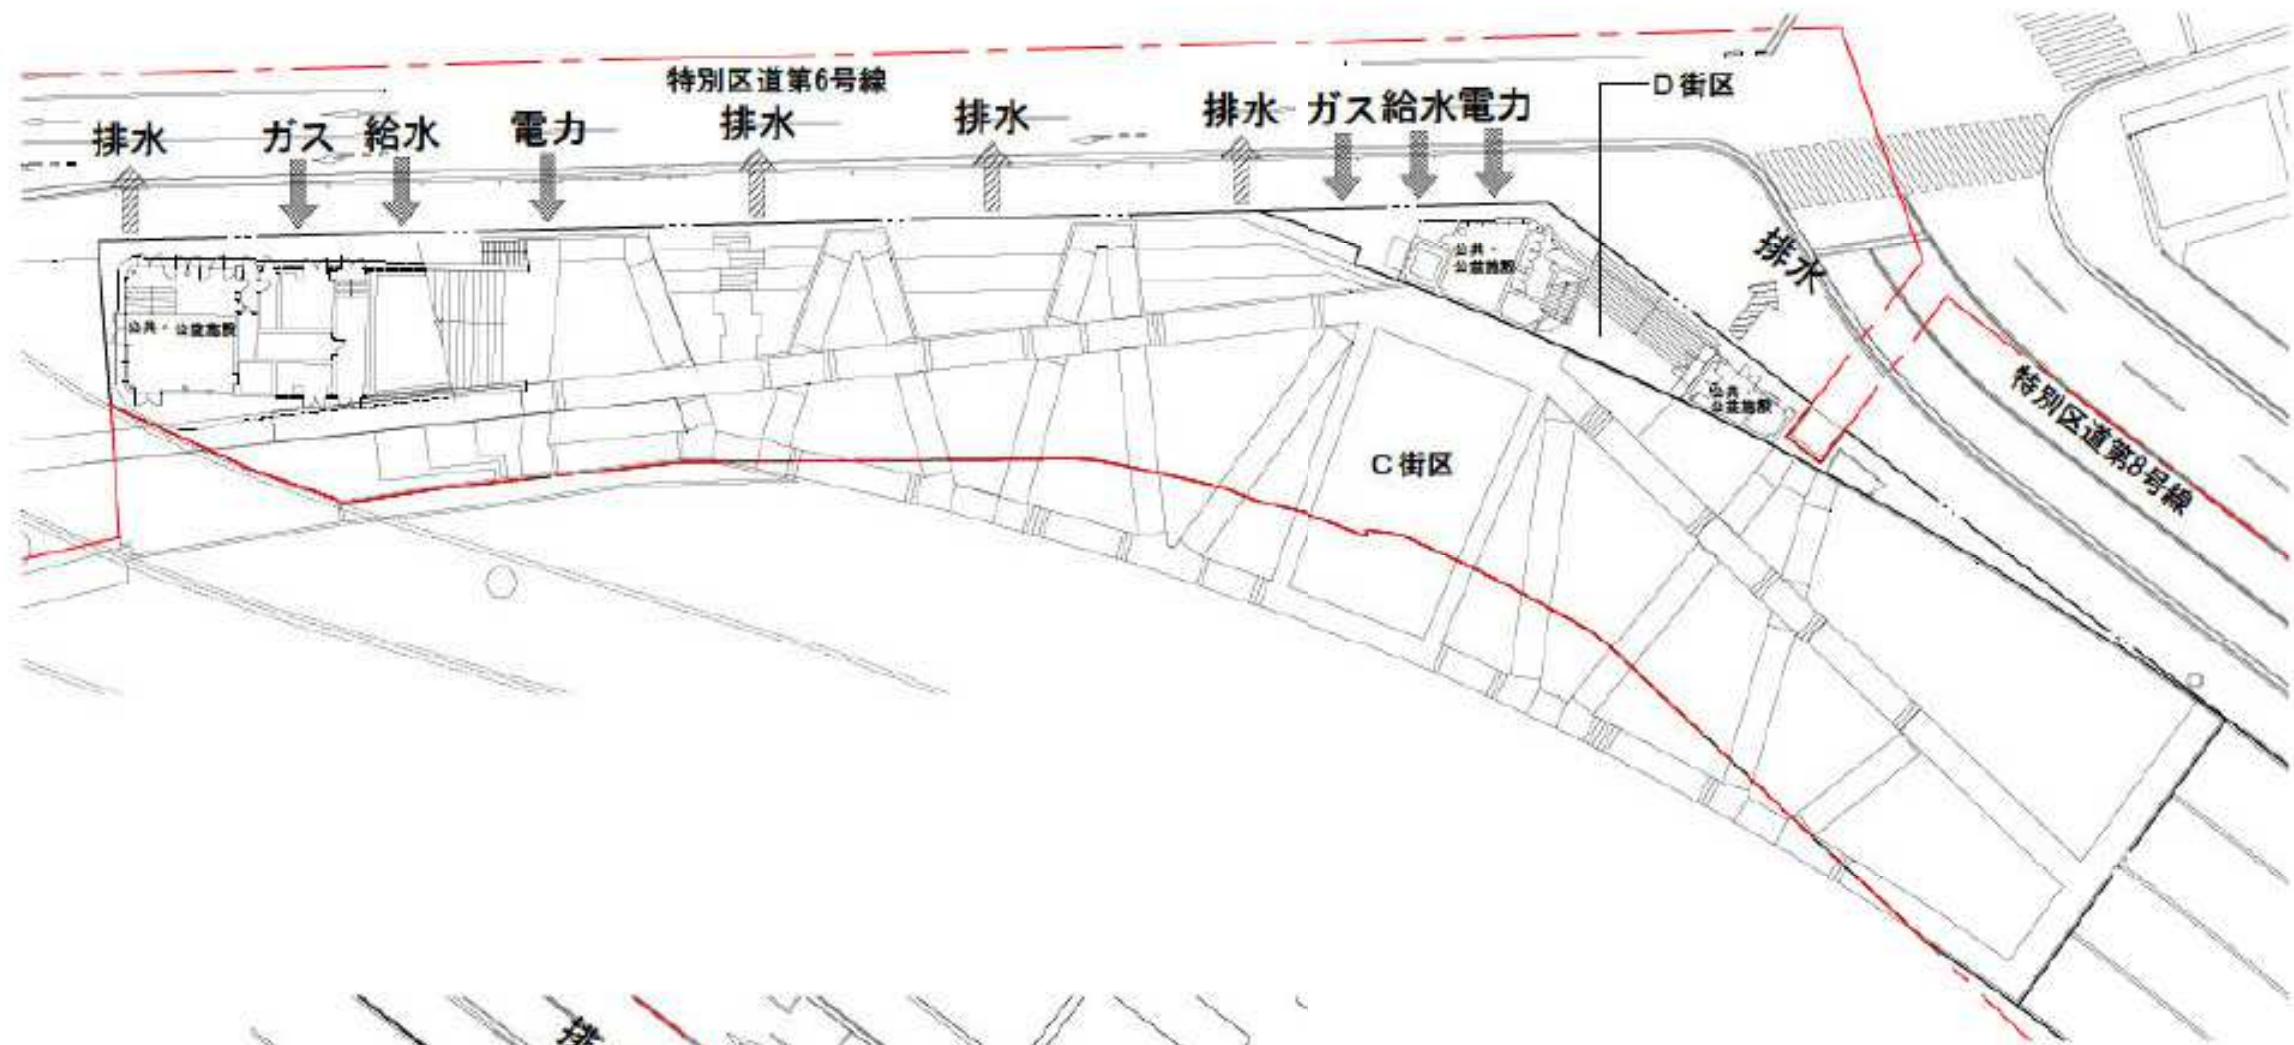 特別区道第6号線
排水
ガス
給水
電力
排水
排水
排水
ガス
給水
電力
D街区
公共・公益施設
公共・
公益施設
排水
公共・
公益施設
特別区道第8号線
C街区
排